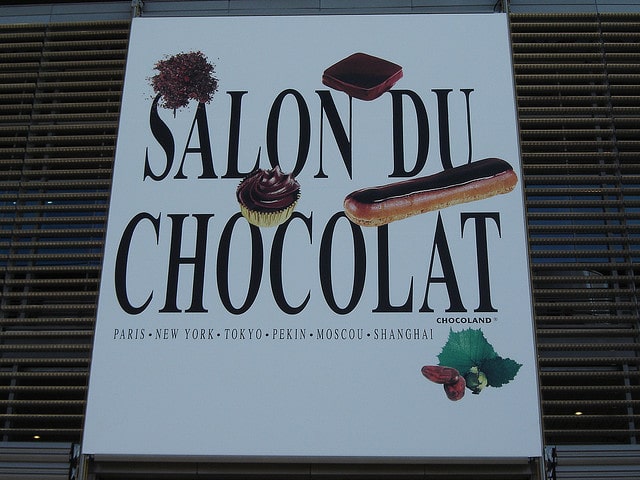 SALON DU
CHOCOLAT
CHOCOLAND®
PARIS • NEW YORK • TOKYO • PEKIN • MOSCOU • SHANGHAI